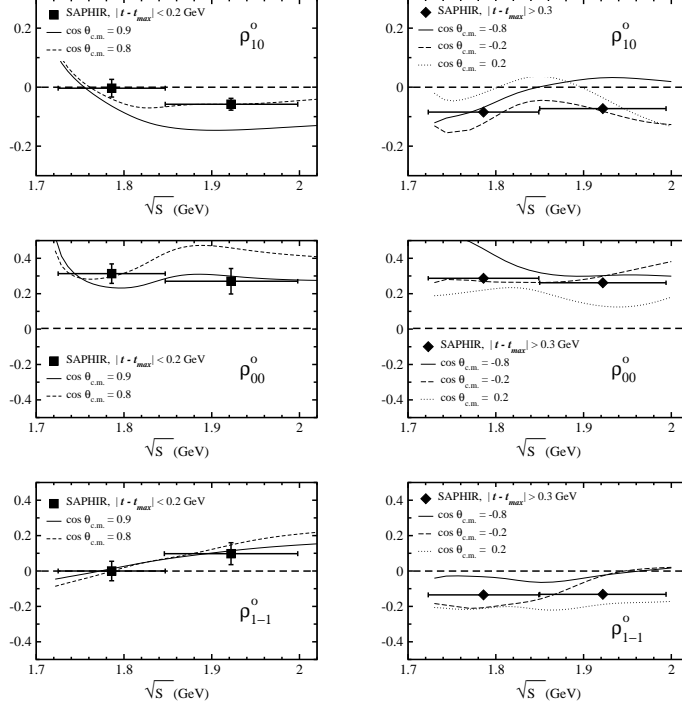 SAPHIR, | t - t_max | < 0.2 GeV
cos θ_c.m. = 0.9
cos θ_c.m. = 0.8
ρ^o_10
0.2
0
-0.2
1.7 1.8 1.9 2
√S (GeV)
SAPHIR, | t - t_max | > 0.3
cos θ_c.m. = -0.8
cos θ_c.m. = -0.2
cos θ_c.m. = 0.2
ρ^o_10
0.2
0
-0.2
1.7 1.8 1.9 2
√S (GeV)
0.4
0.2
0
-0.2
-0.4
SAPHIR, | t - t_max | < 0.2 GeV
cos θ_c.m. = 0.9
cos θ_c.m. = 0.8
ρ^o_00
1.7 1.8 1.9 2
√S (GeV)
0.4
0.2
0
-0.2
-0.4
SAPHIR, | t - t_max | > 0.3 GeV
cos θ_c.m. = -0.8
cos θ_c.m. = -0.2
cos θ_c.m. = 0.2
ρ^o_00
1.7 1.8 1.9 2
√S (GeV)
SAPHIR, | t - t_max | < 0.2 GeV
cos θ_c.m. = 0.9
cos θ_c.m. = 0.8
0.4
0.2
0
-0.2
-0.4
ρ^o_1−1
1.7 1.8 1.9 2
√S (GeV)
SAPHIR, | t - t_max | > 0.3 GeV
cos θ_c.m. = -0.8
cos θ_c.m. = -0.2
cos θ_c.m. = 0.2
0.4
0.2
0
-0.2
-0.4
ρ^o_1−1
1.7 1.8 1.9 2
√S (GeV)